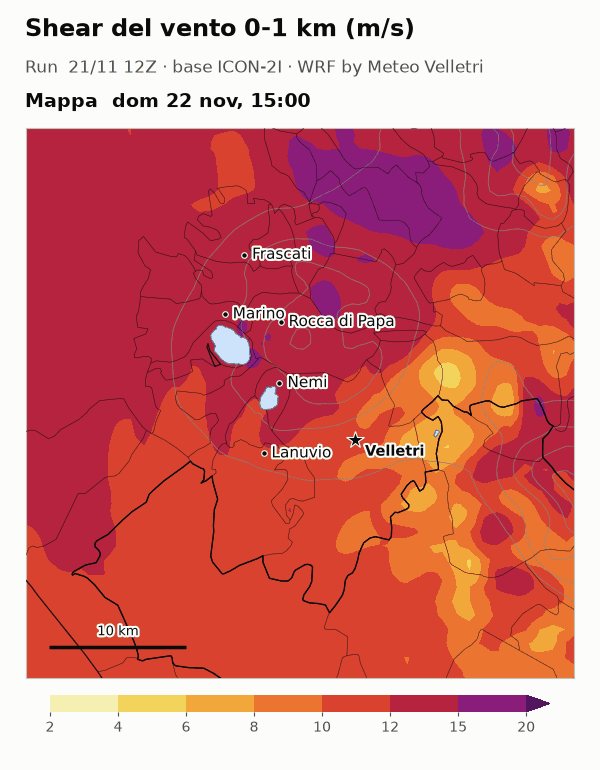 Shear del vento 0-1 km (m/s)
Run  21/11 12Z · base ICON-2I · WRF by Meteo Velletri
Mappa  dom 22 nov, 15:00
Frascati
Marino
Rocca di Papa
Nemi
Velletri
Lanuvio
10 km
2 4 6 8 10 12 15 20